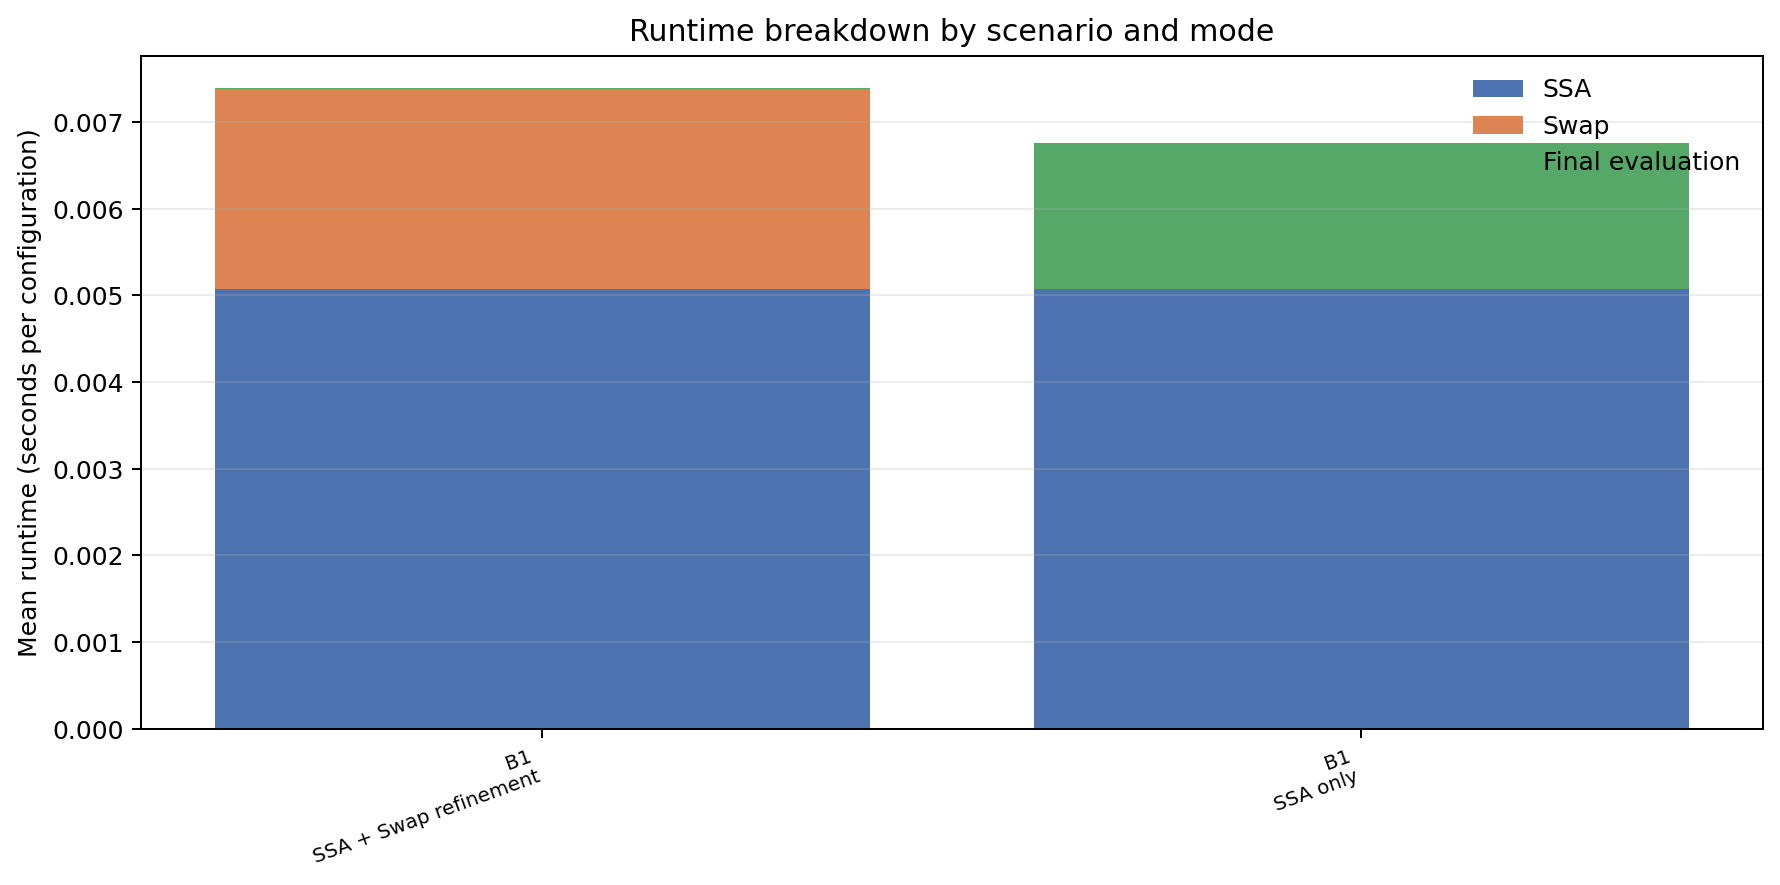 Runtime breakdown by scenario and mode
Mean runtime (seconds per configuration)
0.007
0.006
0.005
0.004
0.003
0.002
0.001
0.000
SSA
Swap
Final evaluation
B1
SSA + Swap refinement
B1
SSA only